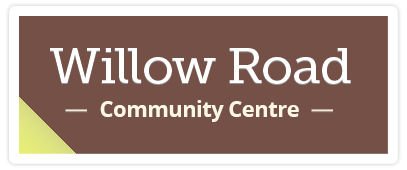 Willow Road
— Community Centre —